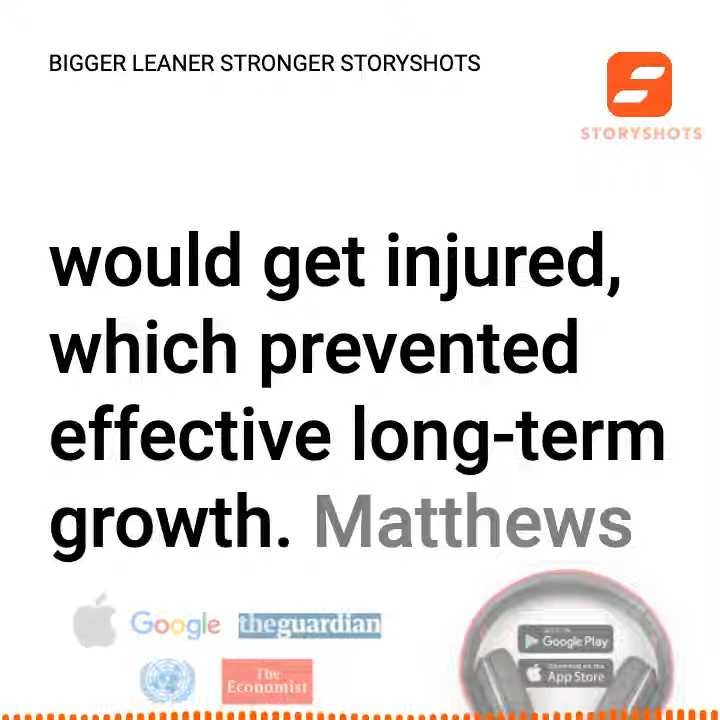 BIGGER LEANER STRONGER STORYSHOTS
STORYSHOTS
would get injured,
which prevented
effective long-term
growth. Matthews
Google theguardian
The
Economist
Google Play
App Store